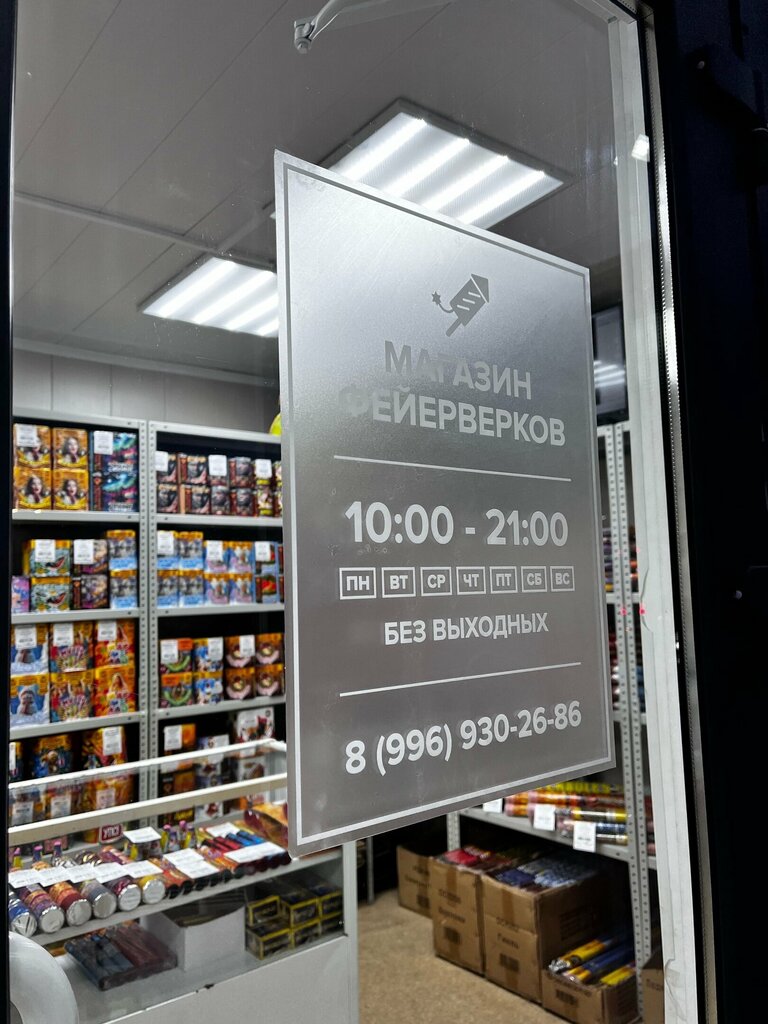 МАГАЗИН
ФЕЙЕРВЕРКОВ
10:00 - 21:00
ПН ВТ СР ЧТ ПТ СБ ВС
БЕЗ ВЫХОДНЫХ
8 (996) 930-26-86